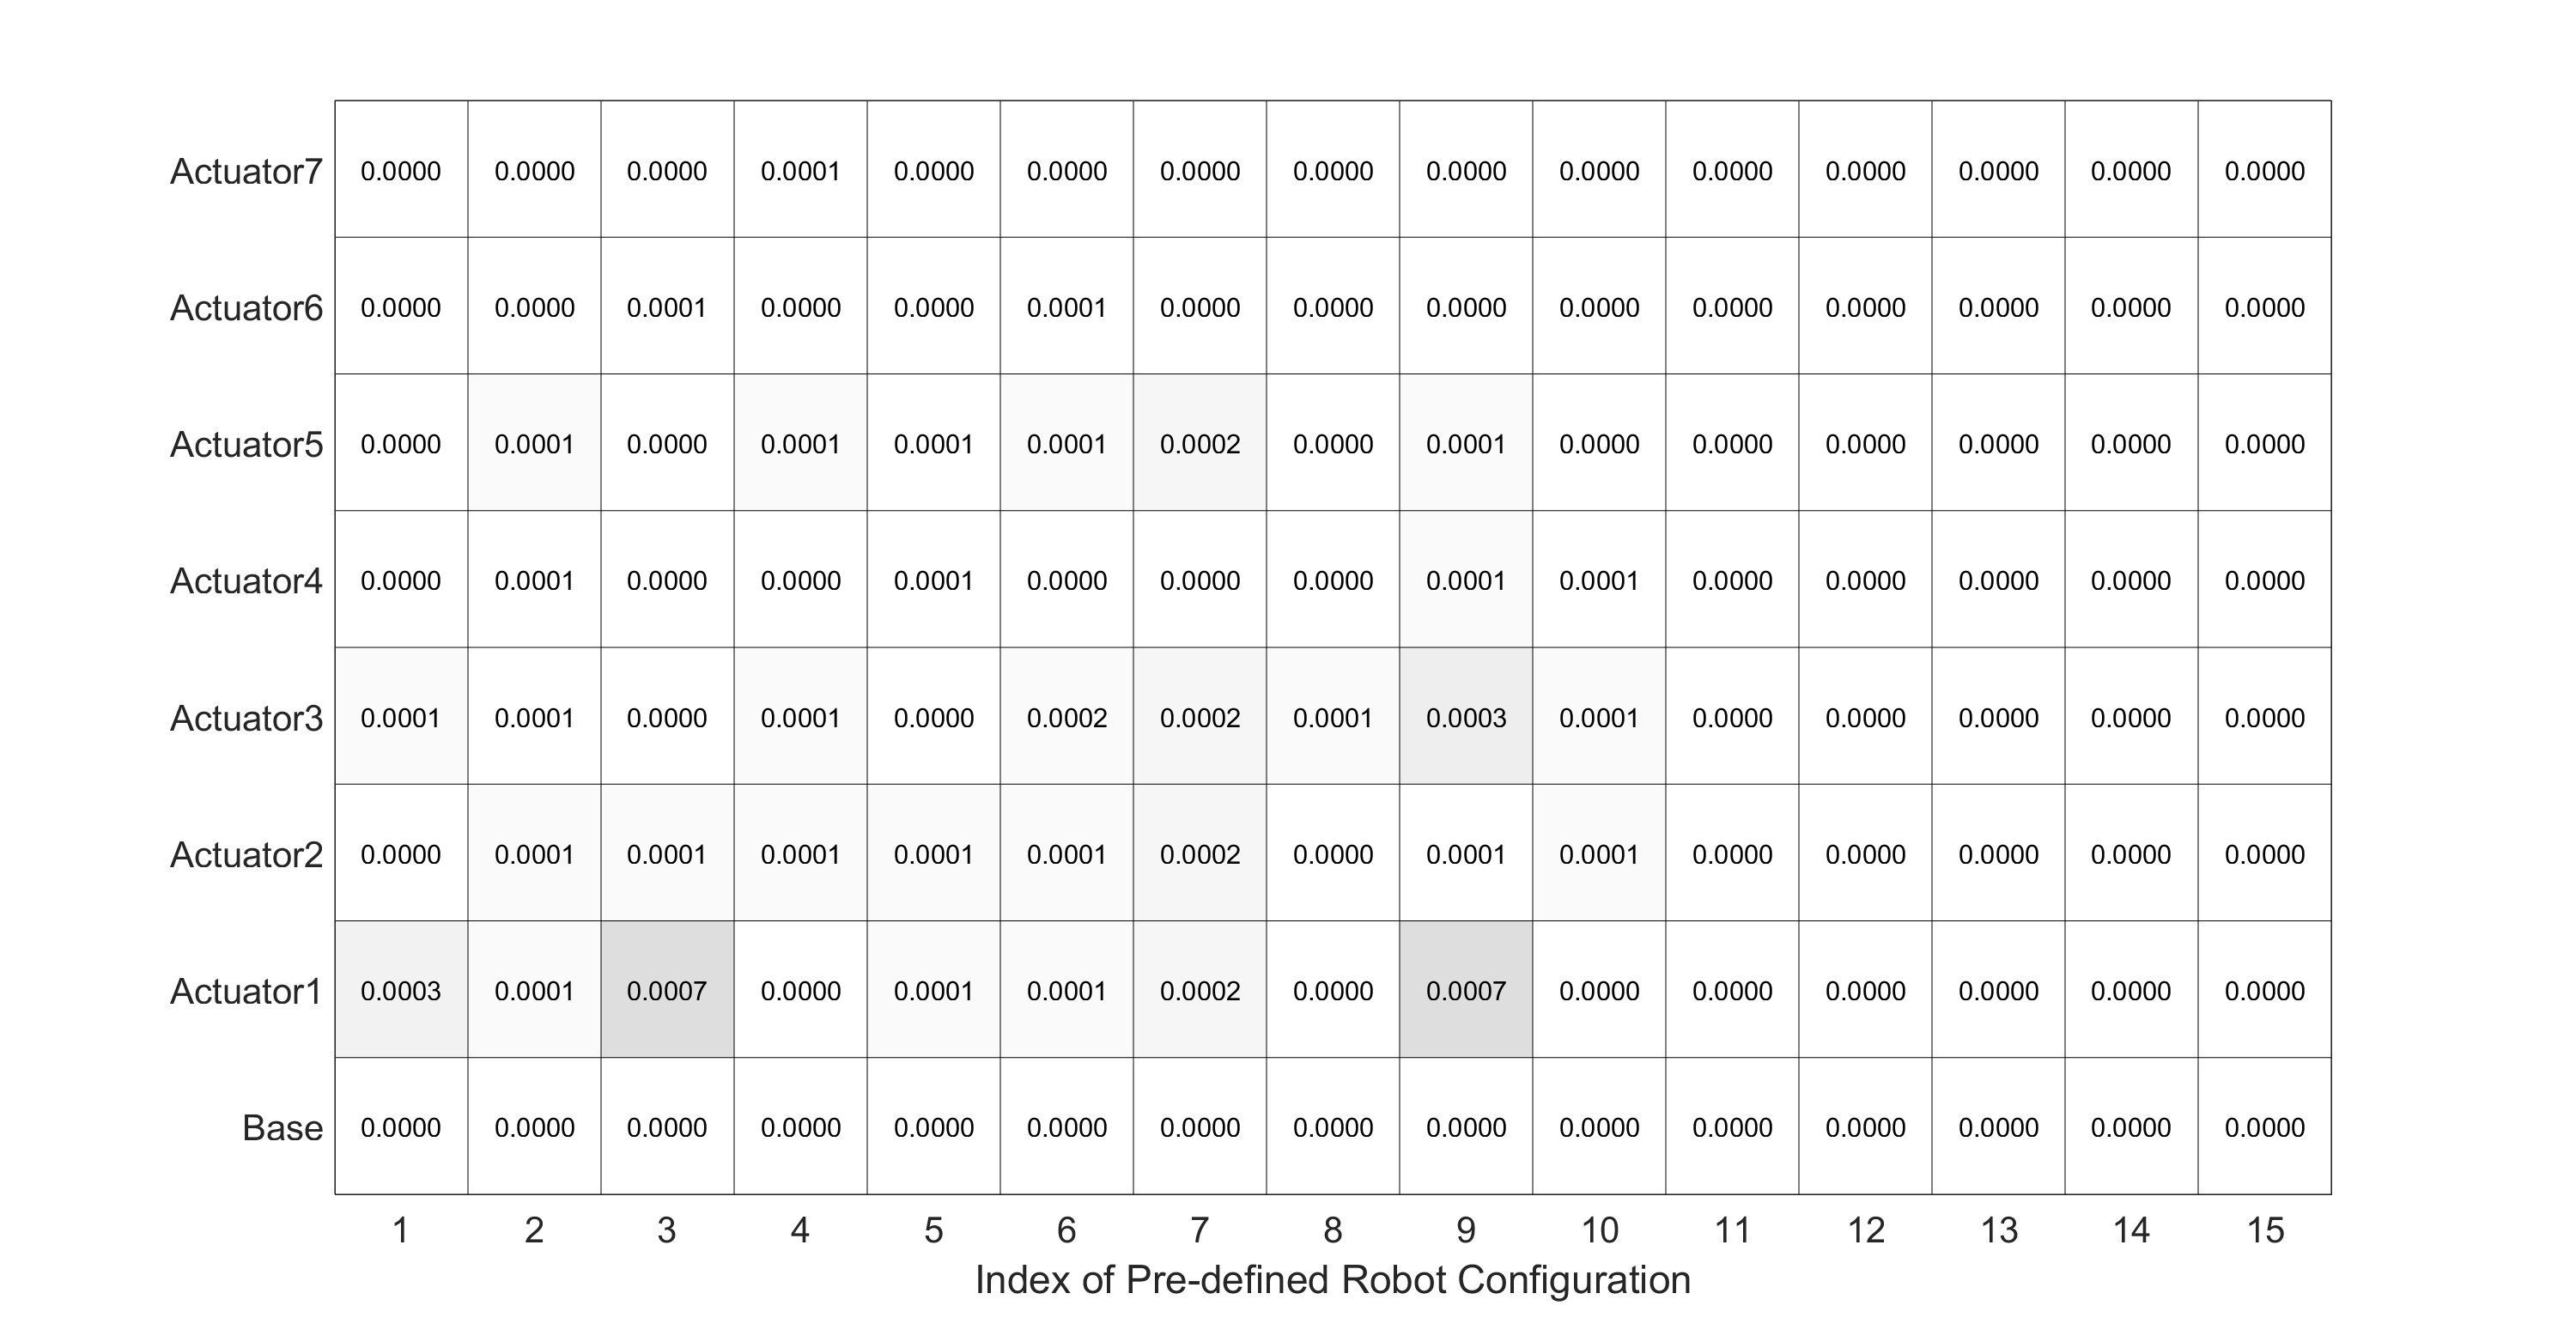 Actuator7 0.0000 0.0000 0.0000 0.0001 0.0000 0.0000 0.0000 0.0000 0.0000 0.0000 0.0000 0.0000 0.0000 0.0000 0.0000
Actuator6 0.0000 0.0000 0.0001 0.0000 0.0000 0.0001 0.0000 0.0000 0.0000 0.0000 0.0000 0.0000 0.0000 0.0000 0.0000
Actuator5 0.0000 0.0001 0.0000 0.0001 0.0001 0.0001 0.0002 0.0000 0.0001 0.0000 0.0000 0.0000 0.0000 0.0000 0.0000
Actuator4 0.0000 0.0001 0.0000 0.0000 0.0001 0.0000 0.0000 0.0000 0.0001 0.0001 0.0000 0.0000 0.0000 0.0000 0.0000
Actuator3 0.0001 0.0001 0.0000 0.0001 0.0000 0.0002 0.0002 0.0001 0.0003 0.0001 0.0000 0.0000 0.0000 0.0000 0.0000
Actuator2 0.0000 0.0001 0.0001 0.0001 0.0001 0.0001 0.0002 0.0000 0.0001 0.0001 0.0000 0.0000 0.0000 0.0000 0.0000
Actuator1 0.0003 0.0001 0.0007 0.0000 0.0001 0.0001 0.0002 0.0000 0.0007 0.0000 0.0000 0.0000 0.0000 0.0000 0.0000
Base 0.0000 0.0000 0.0000 0.0000 0.0000 0.0000 0.0000 0.0000 0.0000 0.0000 0.0000 0.0000 0.0000 0.0000 0.0000
1 2 3 4 5 6 7 8 9 10 11 12 13 14 15
Index of Pre-defined Robot Configuration